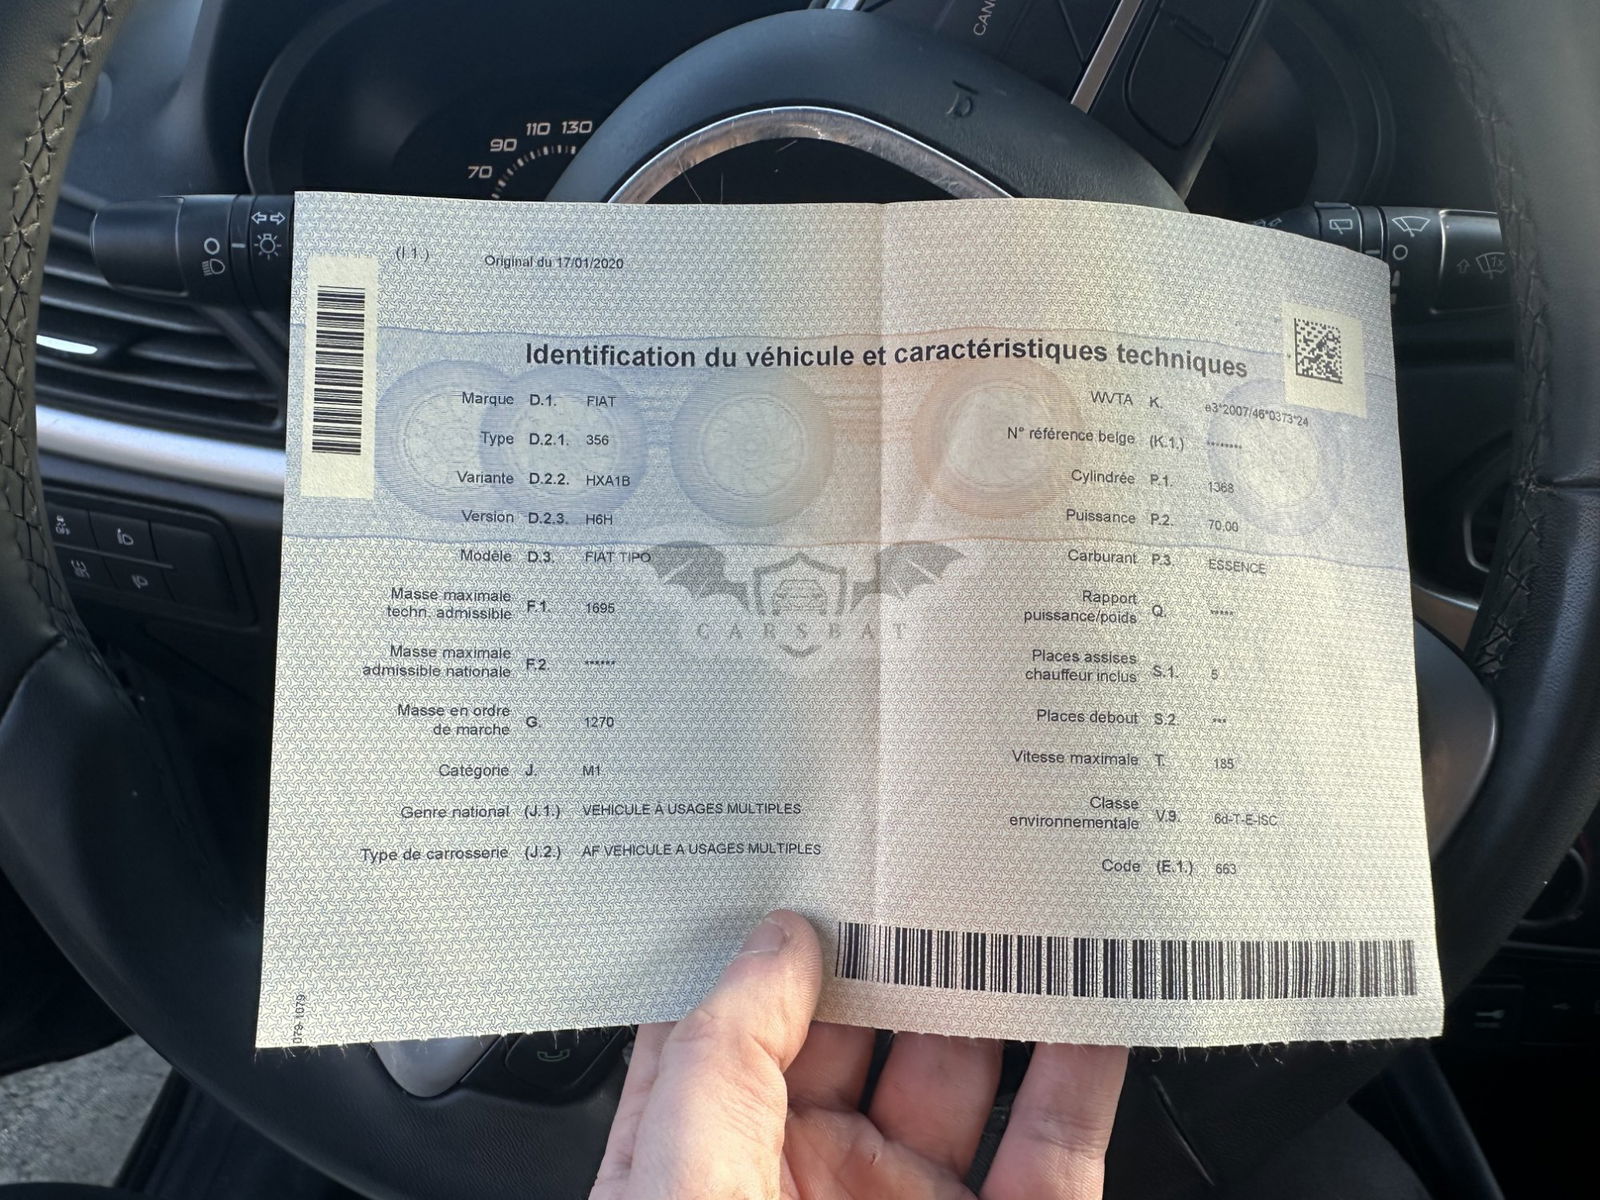 CAN
70 90 110 130
OFF
1x
(I.1.) Original du 17/01/2020
Identification du véhicule et caractéristiques techniques
Marque D.1. FIAT
Type D.2.1. 356
Variante D.2.2. HXA1B
Version D.2.3. H6H
Modèle D.3. FIAT TIPO
Masse maximale
techn. admissible F.1. 1695
Masse maximale
admissible nationale F.2. ******
Masse en ordre
de marche G. 1270
Catégorie J. M1
Genre national (J.1.) VEHICULE A USAGES MULTIPLES
Type de carrosserie (J.2.) AF VEHICULE A USAGES MULTIPLES
WVTA K. e3*2007/46*0373*24
N° référence belge (K.1.) ********
Cylindrée P.1. 1368
Puissance P.2. 70,00
Carburant P.3. ESSENCE
Rapport
puissance/poids Q. *****
Places assises
chauffeur inclus S.1. 5
Places debout S.2. ***
Vitesse maximale T. 185
Classe
environnementale V.9. 6d-T-E-ISC
Code (E.1.) 663
CARSBAT
079 1079